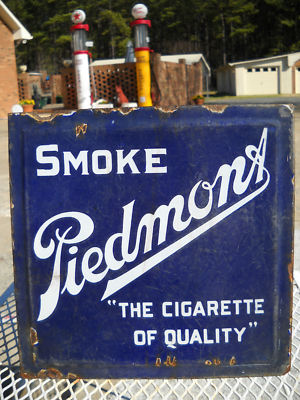 SMOKE
Piedmont
"THE CIGARETTE
OF QUALITY"